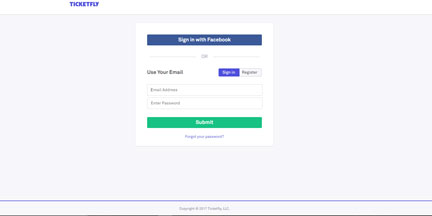 TICKETFLY
Sign in with Facebook
OR
Use Your Email
Sign in
Register
Email Address
Enter Password
Submit
Forgot your password?
Copyright © 2017 Ticketfly, LLC.